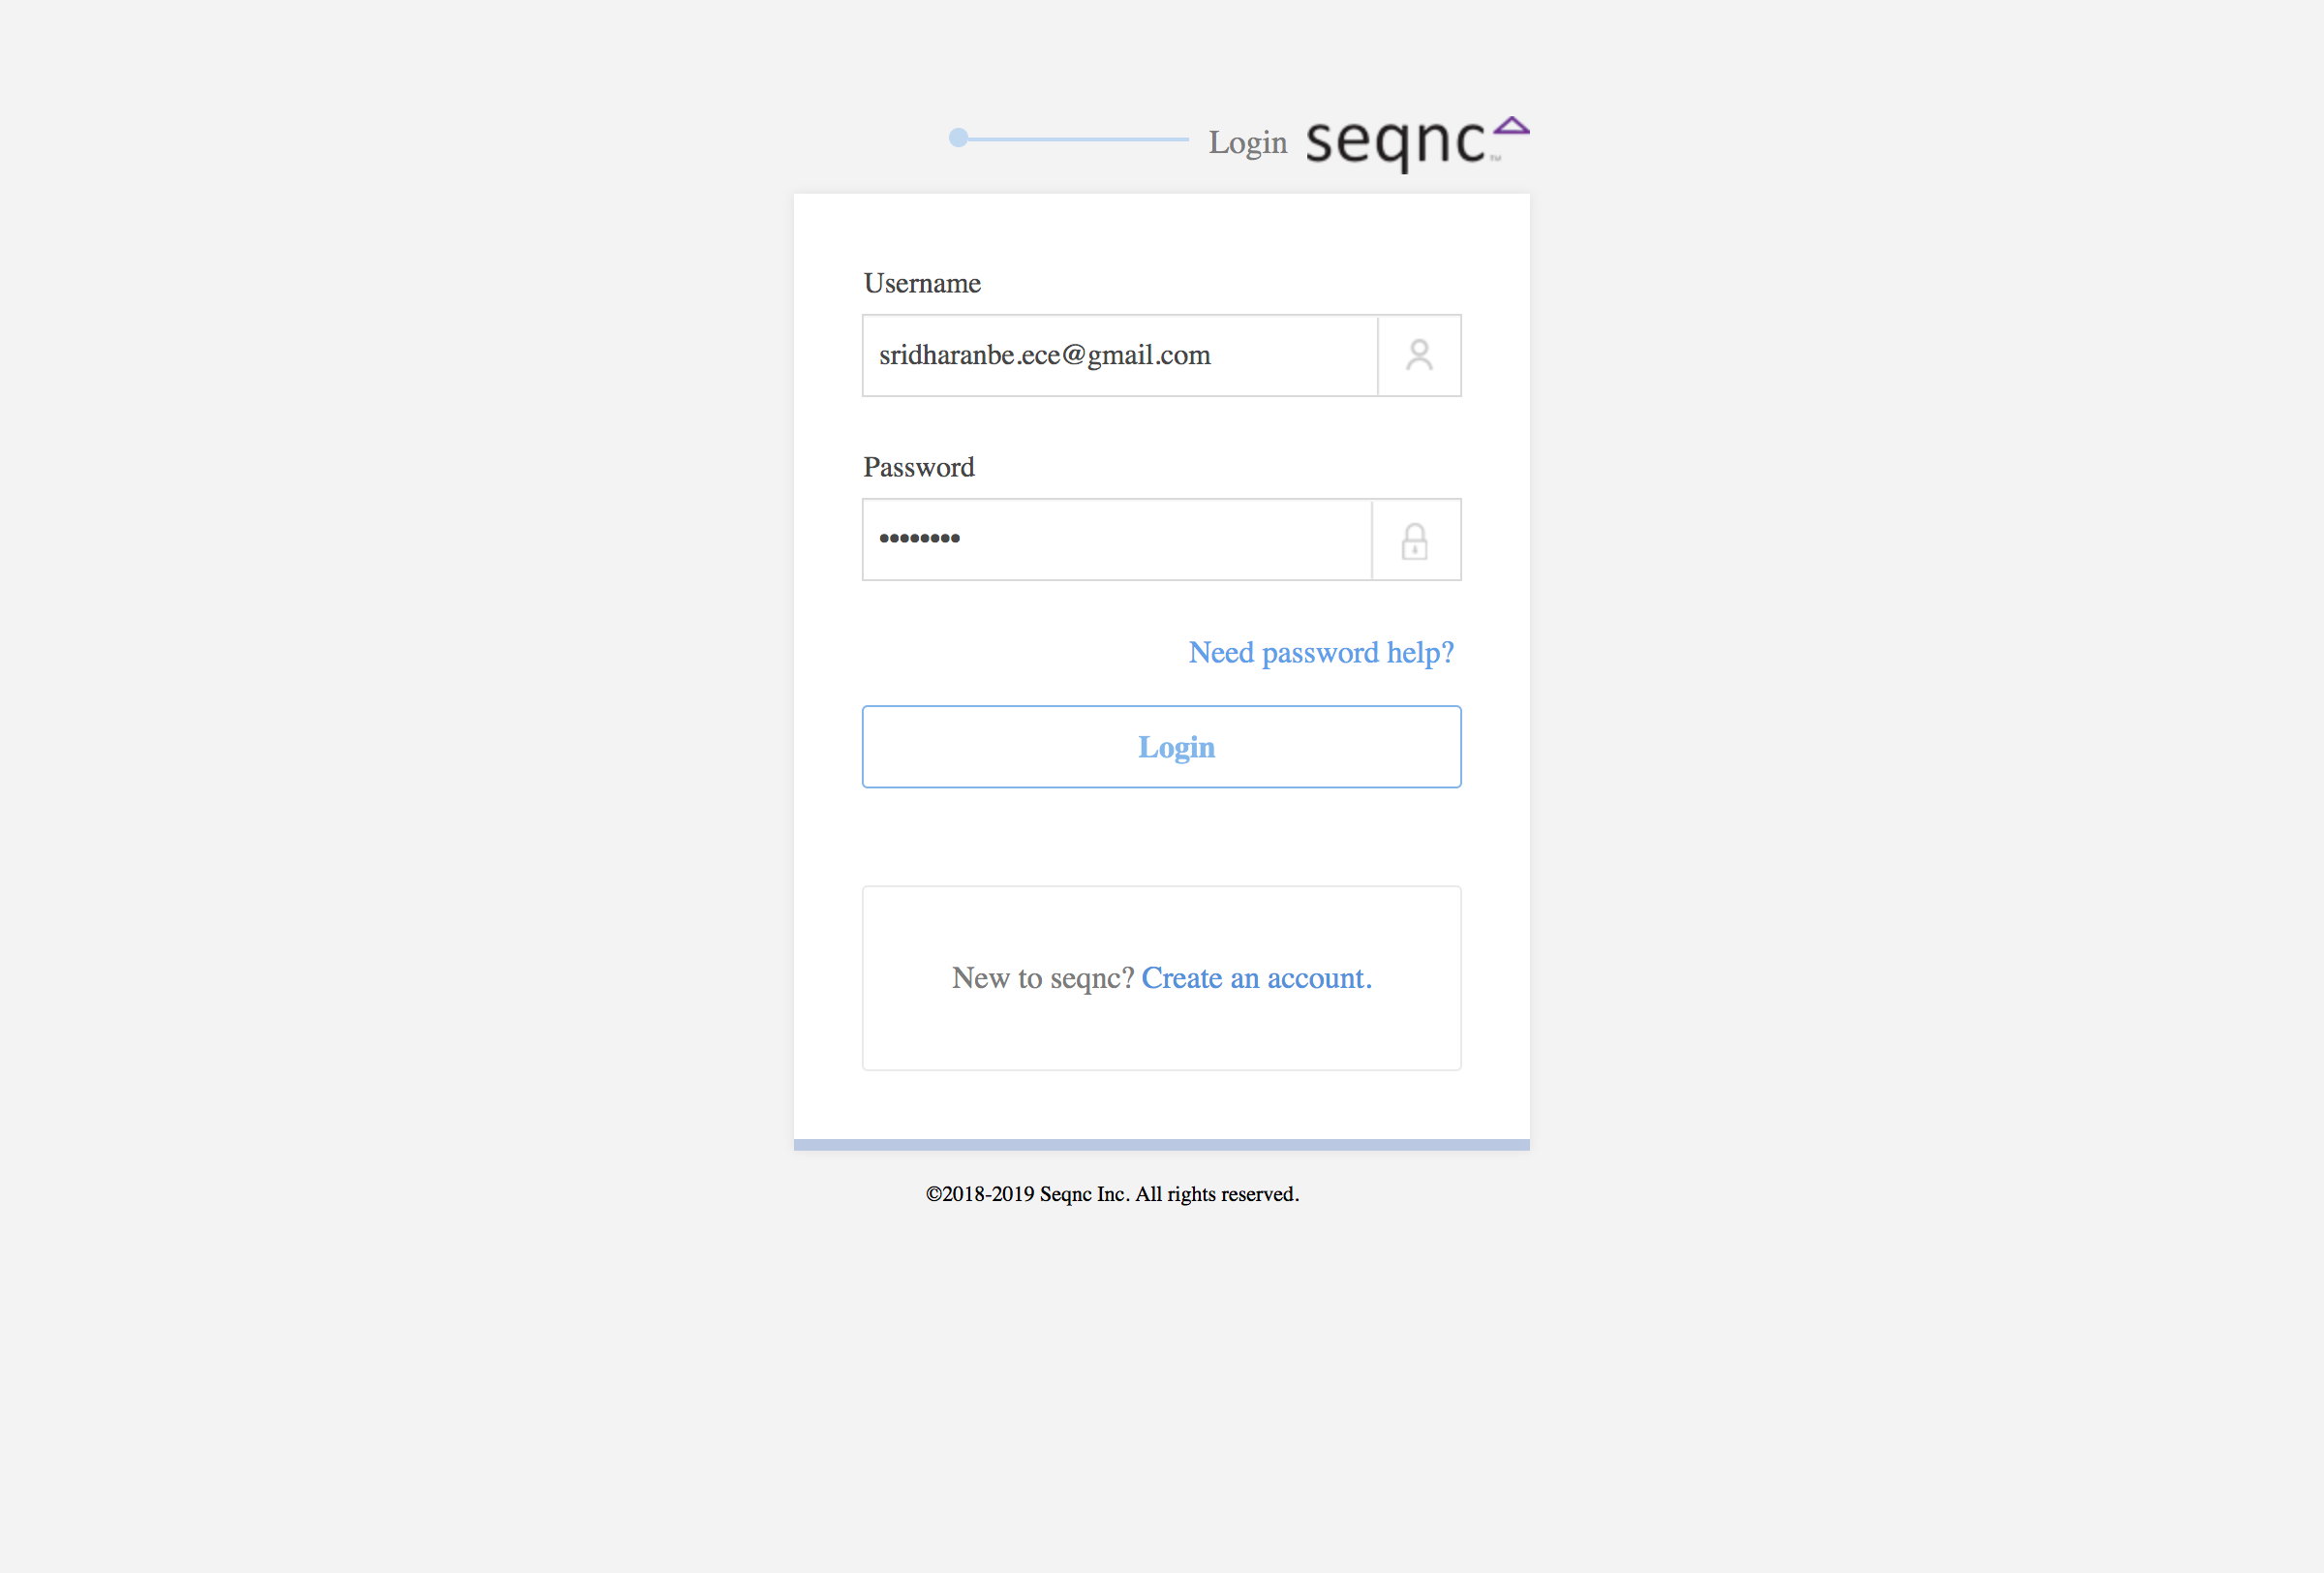 Login seqnc™
Username
sridharanbe.ece@gmail.com
Password
••••••••
Need password help?
Login
New to seqnc? Create an account.
©2018-2019 Seqnc Inc. All rights reserved.